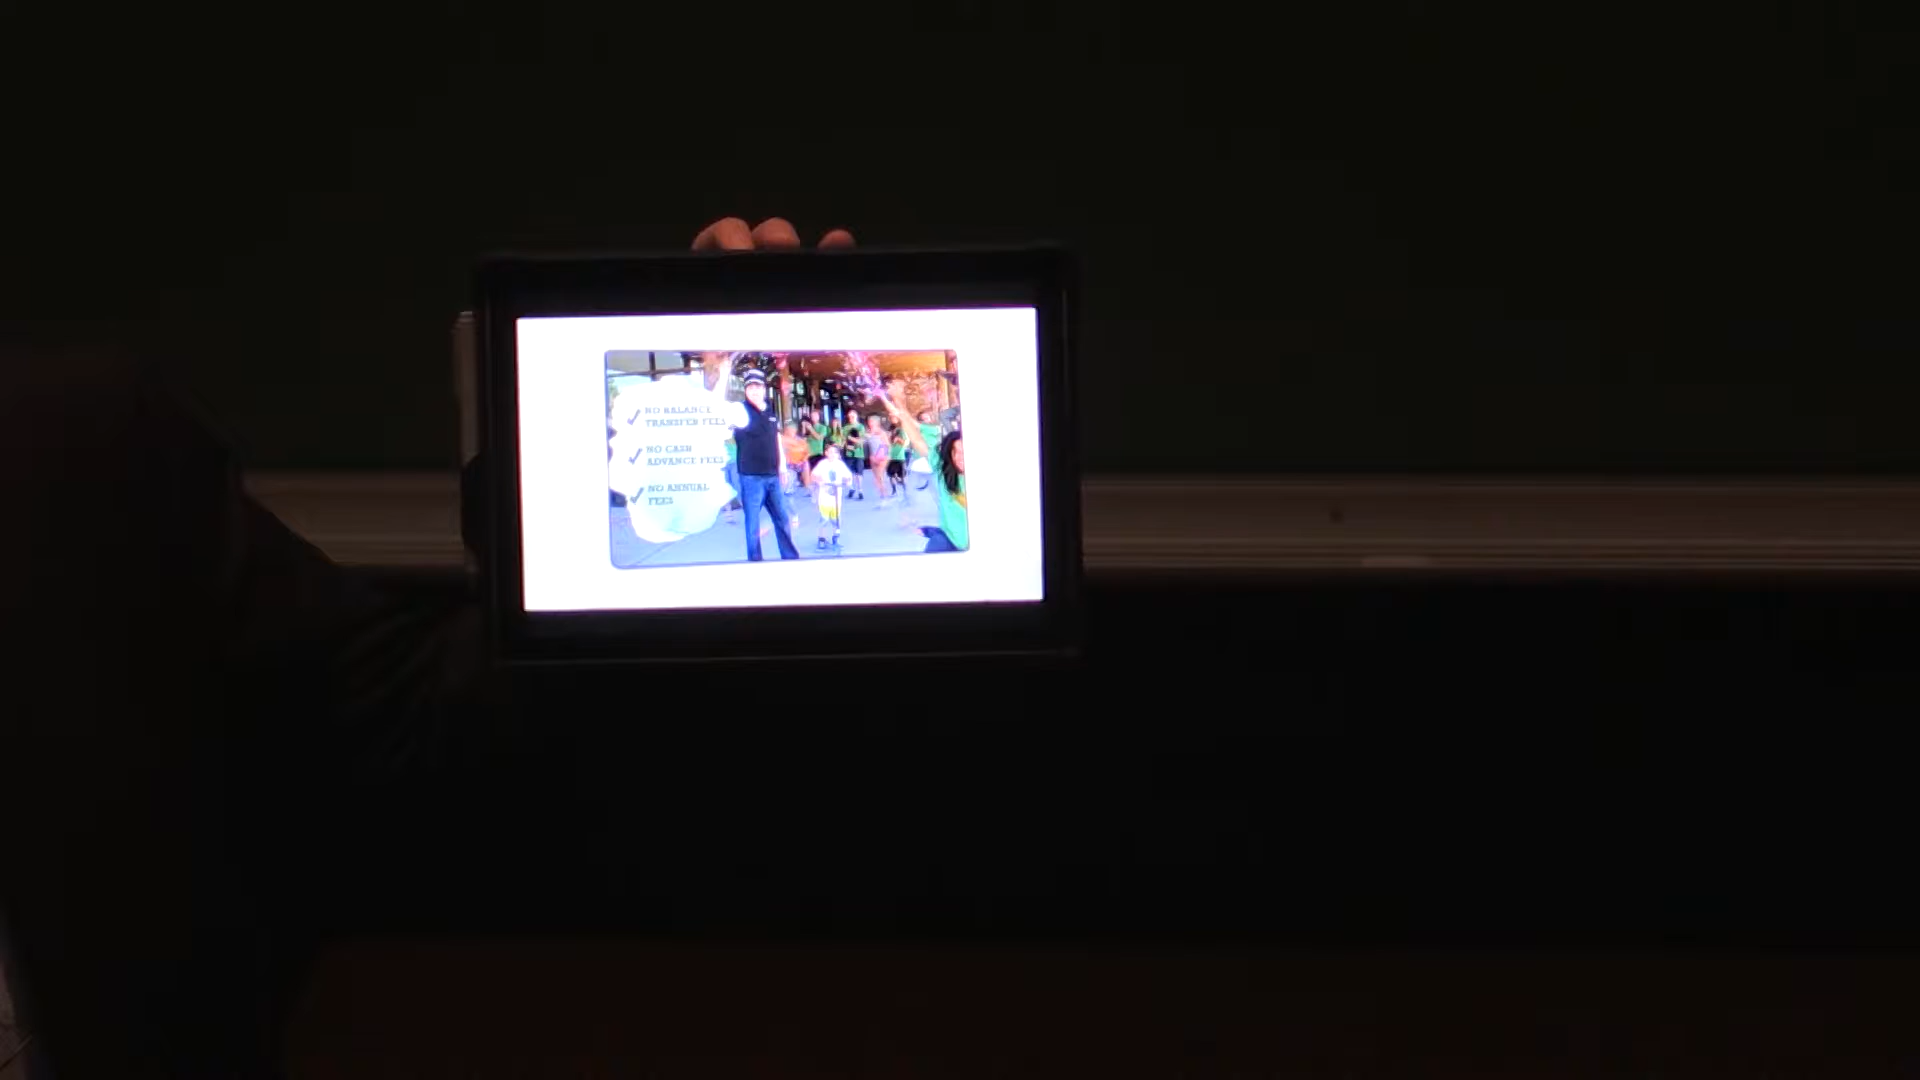 NO BALANCE
TRANSFER FEES
NO CASH
ADVANCE FEES
NO ANNUAL
FEES